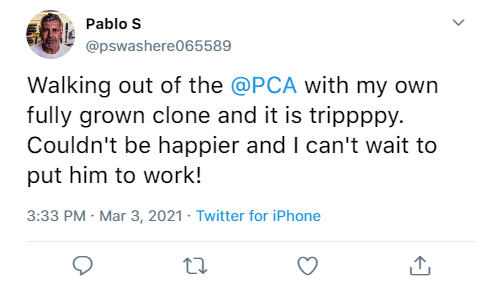 Pablo S
@pswashere065589
Walking out of the @PCA with my own
fully grown clone and it is trippppy.
Couldn't be happier and I can't wait to
put him to work!
3:33 PM · Mar 3, 2021 · Twitter for iPhone